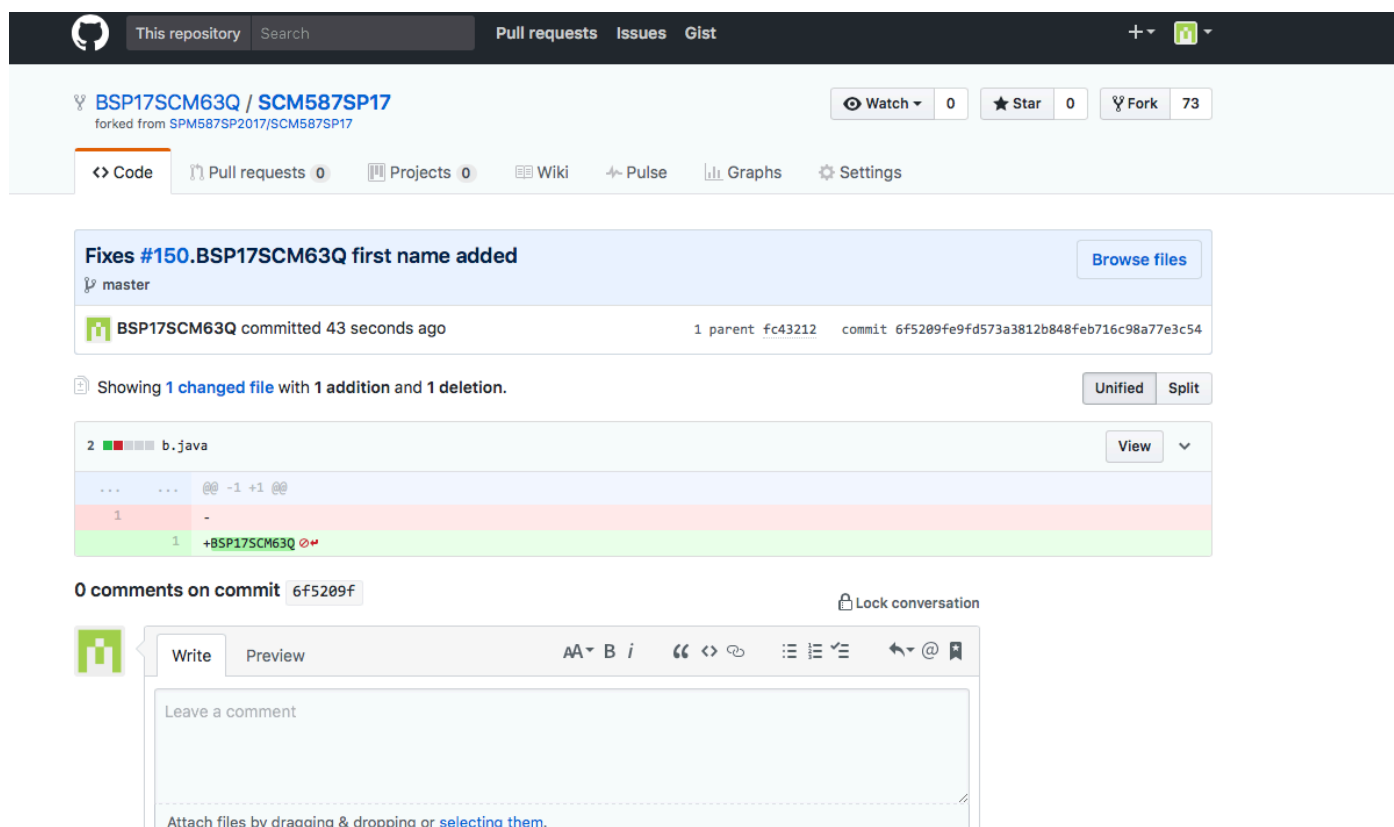 This repository Search Pull requests Issues Gist
BSP17SCM63Q / SCM587SP17 Watch 0 Star 0 Fork 73
forked from SPM587SP2017/SCM587SP17
<> Code Pull requests 0 Projects 0 Wiki Pulse Graphs Settings
Fixes #150.BSP17SCM63Q first name added Browse files
master
BSP17SCM63Q committed 43 seconds ago 1 parent fc43212 commit 6f5209fe9fd573a3812b848feb716c98a77e3c54
Showing 1 changed file with 1 addition and 1 deletion. Unified Split
2 b.java View
... ... @@ -1 +1 @@
1 -
1 +BSP17SCM63Q
0 comments on commit 6f5209f Lock conversation
Write Preview AA B i “ <> @
Leave a comment
Attach files by dragging & dropping or selecting them.